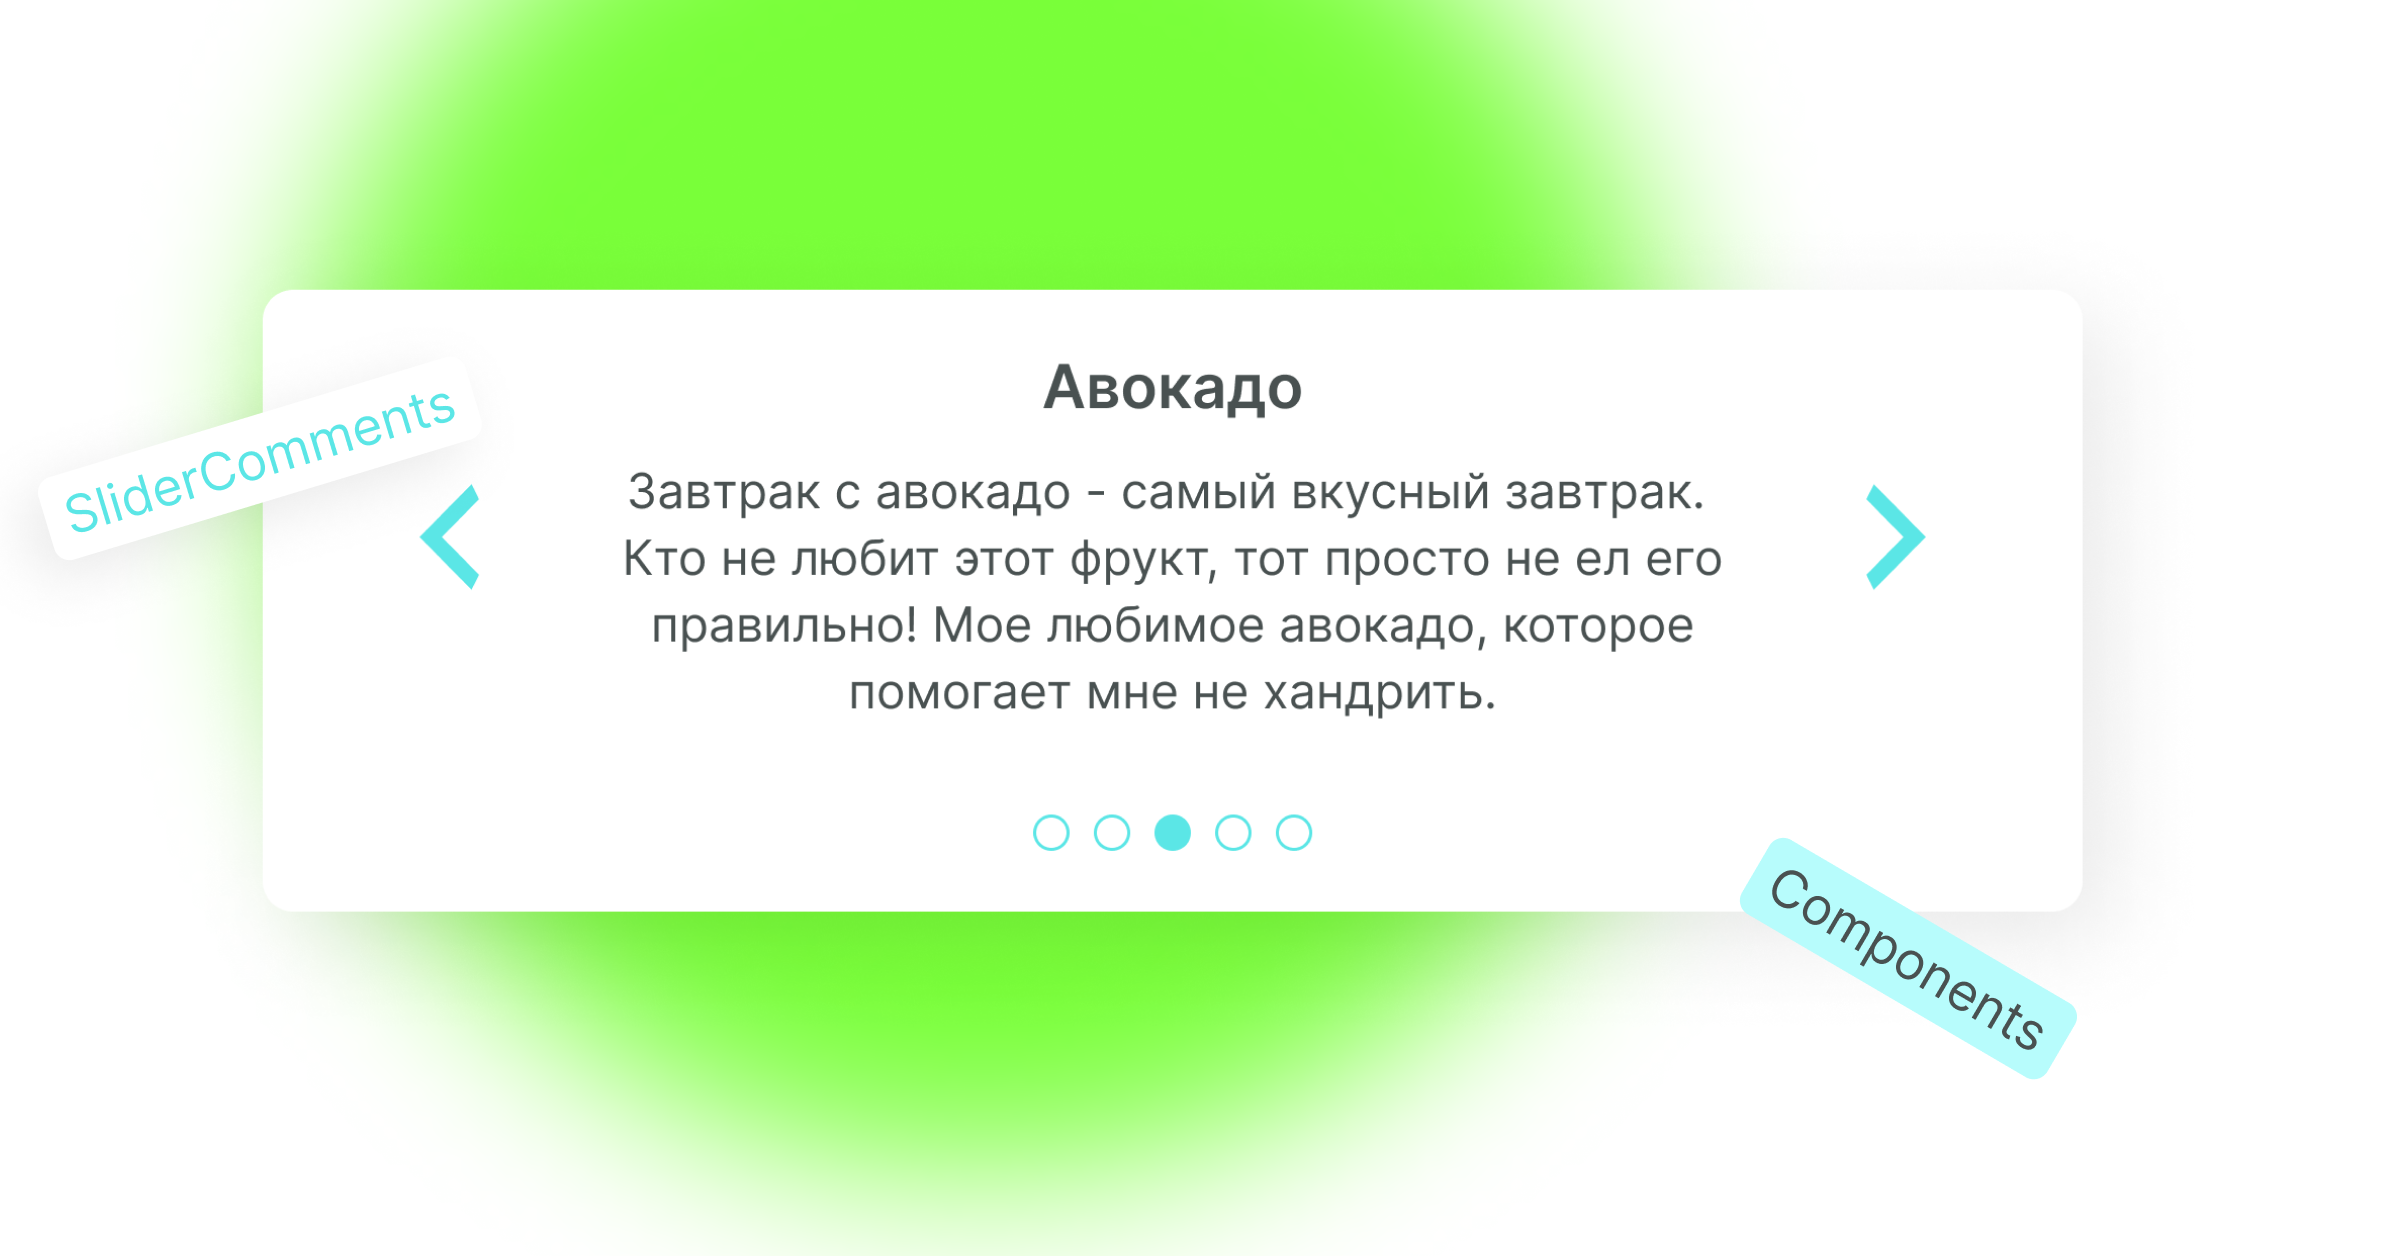 Авокадо
SliderComments
Завтрак с авокадо - самый вкусный завтрак.
Кто не любит этот фрукт, тот просто не ел его
правильно! Мое любимое авокадо, которое
помогает мне не хандрить.
Components